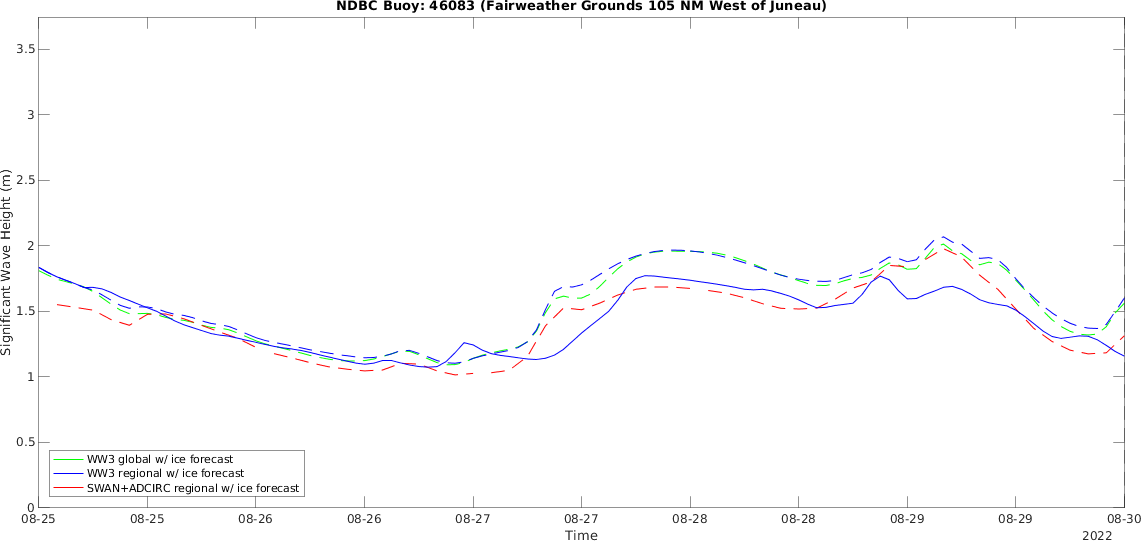 NDBC Buoy: 46083 (Fairweather Grounds 105 NM West of Juneau)
3.5
3
2.5
2
1.5
1
0.5
0
Significant Wave Height (m)
WW3 global w/ ice forecast
WW3 regional w/ ice forecast
SWAN+ADCIRC regional w/ ice forecast
08-25 08-25 08-26 08-26 08-27 08-27 08-28 08-28 08-29 08-29 08-30
Time
2022